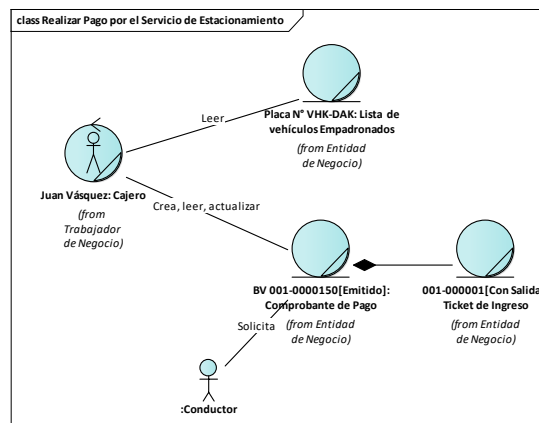 class Realizar Pago por el Servicio de Estacionamiento
Leer
Placa N° VHK-DAK: Lista de
vehículos Empadronados
(from Entidad
de Negocio)
Juan Vásquez: Cajero
(from
Trabajador
de Negocio)
Crea, leer, actualizar
BV 001-0000150[Emitido]:
Comprobante de Pago
(from Entidad
de Negocio)
001-000001[Con Salida
Ticket de Ingreso
(from Entidad
de Negocio)
Solicita
:Conductor